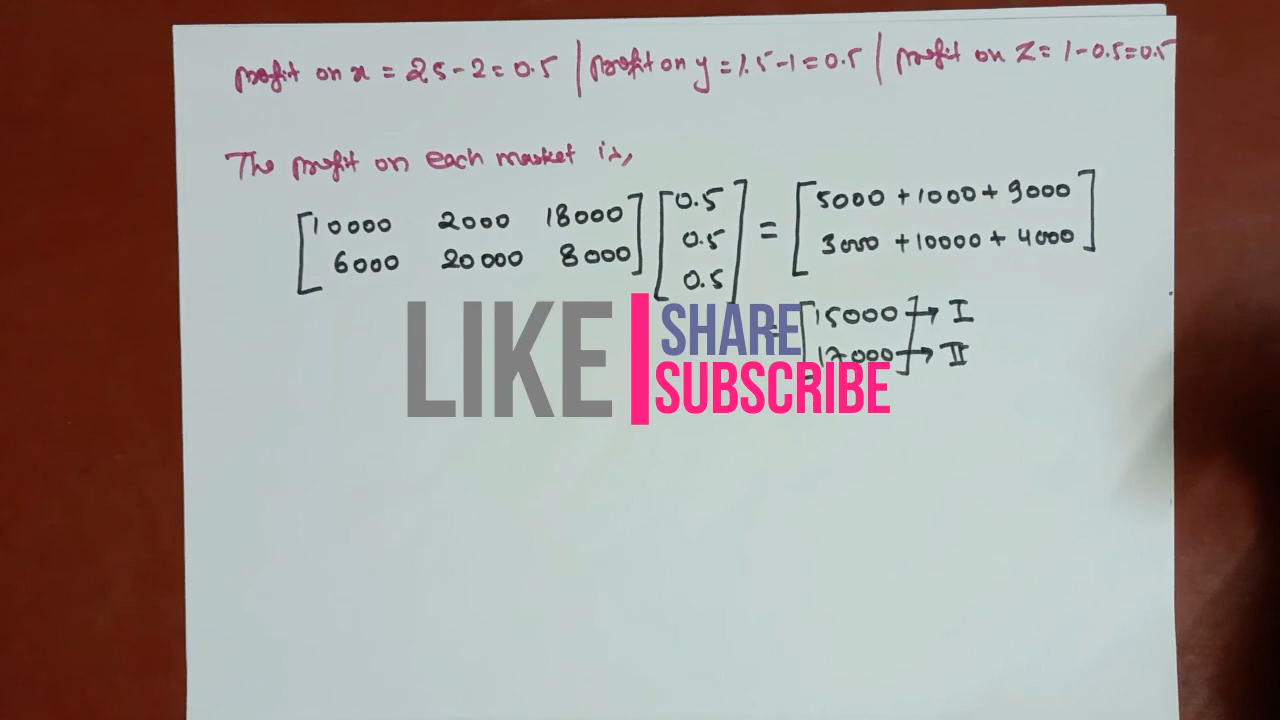 profit on x = 2.5 - 2 = 0.5 | profit on y = 1.5 - 1 = 0.5 | profit on z = 1 - 0.5 = 0.5
The profit on each market is,
[10000 2000 18000] [0.5] = [5000 + 1000 + 9000]
[6000 20000 8000] [0.5] [3000 + 10000 + 4000]
[0.5]
= [15000] → I
[17000] → II
LIKE
SHARE
SUBSCRIBE